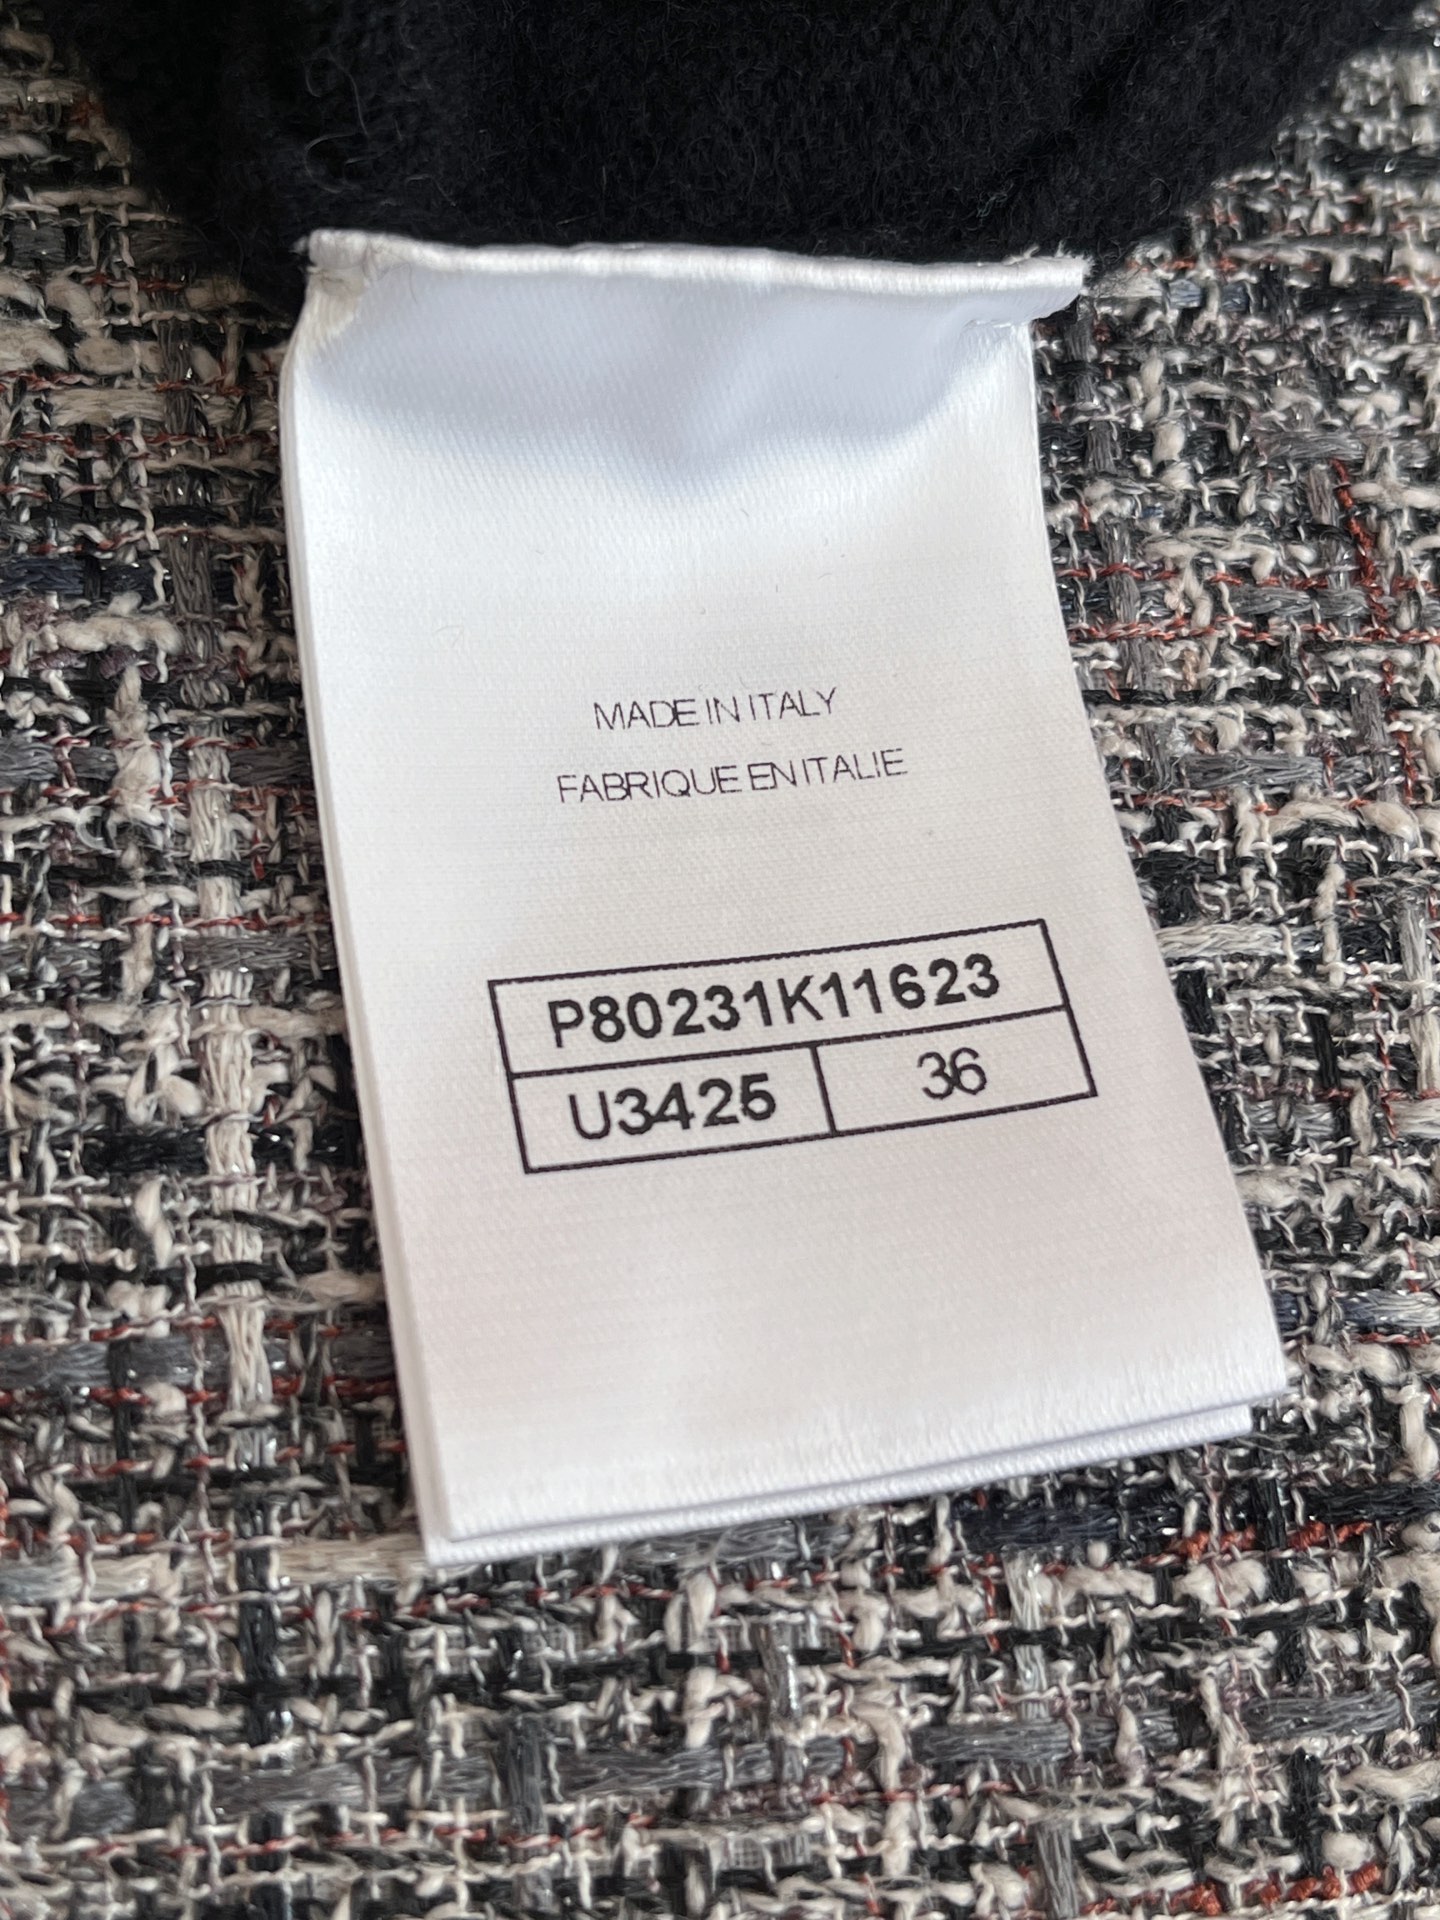 MADE IN ITALY
FABRIQUE EN ITALIE
P80231K11623
U3425 36